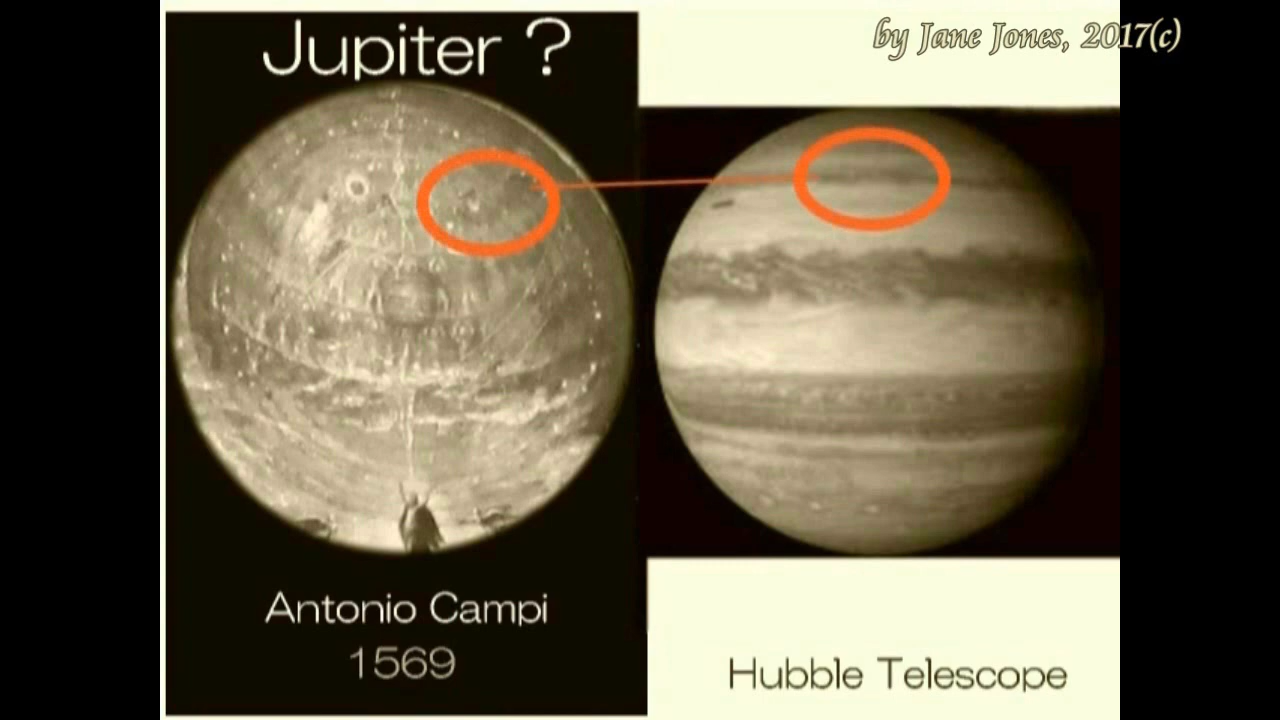 Jupiter ?
by Jane Jones, 2017(c)
Antonio Campi
1569
Hubble Telescope